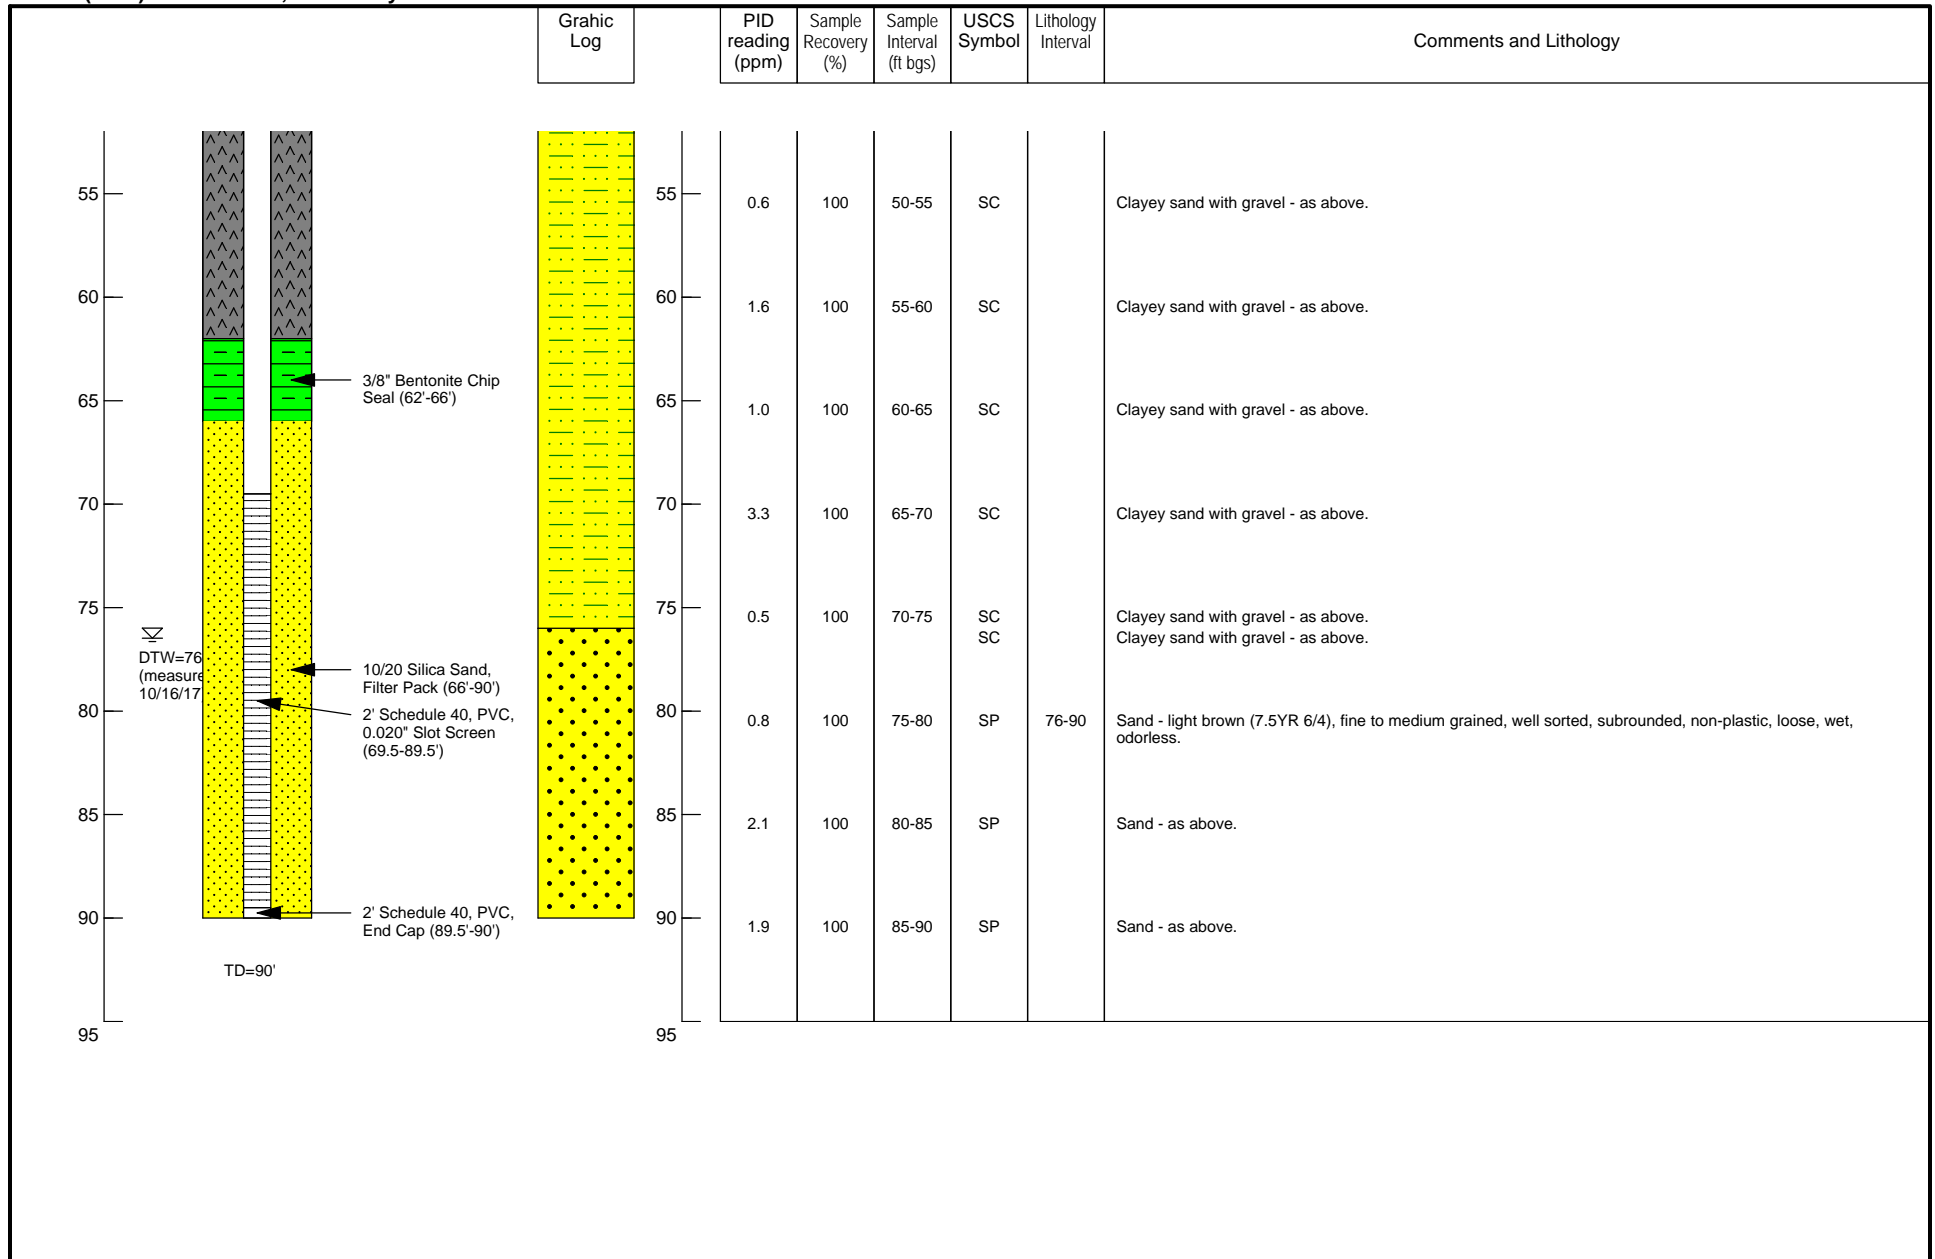 Grahic
Log
PID
reading
(ppm)
Sample
Recovery
(%)
Sample
Interval
(ft bgs)
USCS
Symbol
Lithology
Interval
Comments and Lithology
55 55 0.6 100 50-55 SC Clayey sand with gravel - as above.
60 60 1.6 100 55-60 SC Clayey sand with gravel - as above.
3/8" Bentonite Chip
Seal (62'-66')
65 65 1.0 100 60-65 SC Clayey sand with gravel - as above.
70 70 3.3 100 65-70 SC Clayey sand with gravel - as above.
75 75 0.5 100 70-75 SC Clayey sand with gravel - as above.
SC Clayey sand with gravel - as above.
DTW=76
(measure
10/16/17
10/20 Silica Sand,
Filter Pack (66'-90')
2' Schedule 40, PVC,
0.020" Slot Screen
(69.5-89.5')
80 80 0.8 100 75-80 SP 76-90 Sand - light brown (7.5YR 6/4), fine to medium grained, well sorted, subrounded, non-plastic, loose, wet,
odorless.
85 85 2.1 100 80-85 SP Sand - as above.
90 90 1.9 100 85-90 SP Sand - as above.
2' Schedule 40, PVC,
End Cap (89.5'-90')
TD=90'
95 95